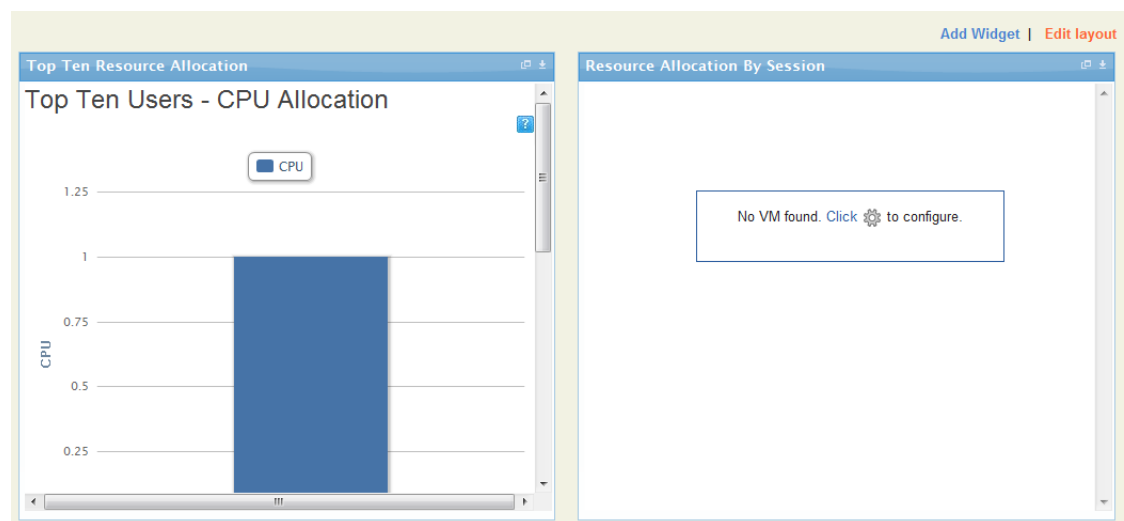 Add Widget | Edit layout
Top Ten Resource Allocation
Top Ten Users - CPU Allocation
?
CPU
1.25
1
0.75
0.5
0.25
CPU
Resource Allocation By Session
No VM found. Click to configure.